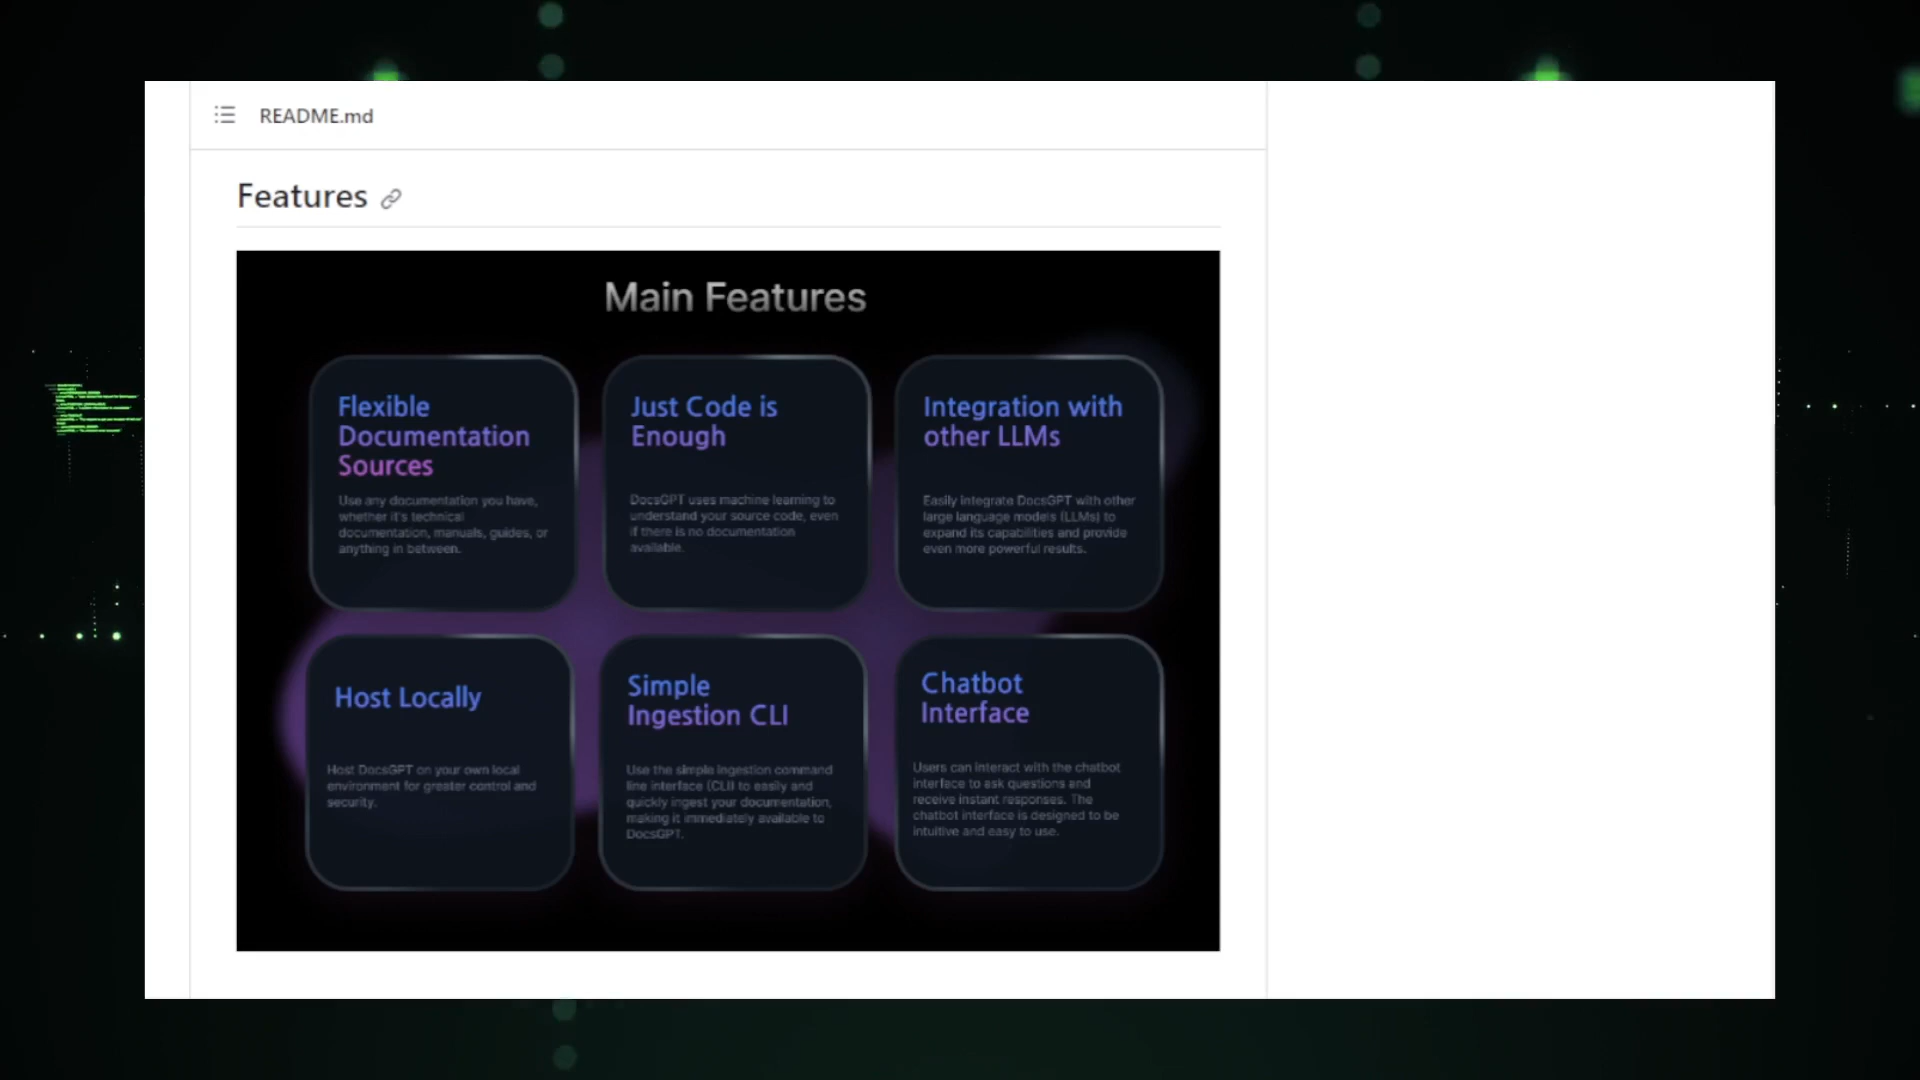 README.md
Features
Main Features
Flexible
Documentation
Sources
Use any documentation you have,
whether it's technical
documentation, manuals, guides, or
anything in between.
Just Code is
Enough
DocsGPT uses machine learning to
understand your source code, even
if there is no documentation
available.
Integration with
other LLMs
Easily integrate DocsGPT with other
large language models (LLMs) to
expand its capabilities and provide
even more powerful results.
Host Locally
Host DocsGPT on your own local
environment for greater control and
security.
Simple
Ingestion CLI
Use the simple ingestion command
line interface (CLI) to easily and
quickly ingest your documentation,
making it immediately available to
DocsGPT.
Chatbot
Interface
Users can interact with the chatbot
interface to ask questions and
receive instant responses. The
chatbot interface is designed to be
intuitive and easy to use.